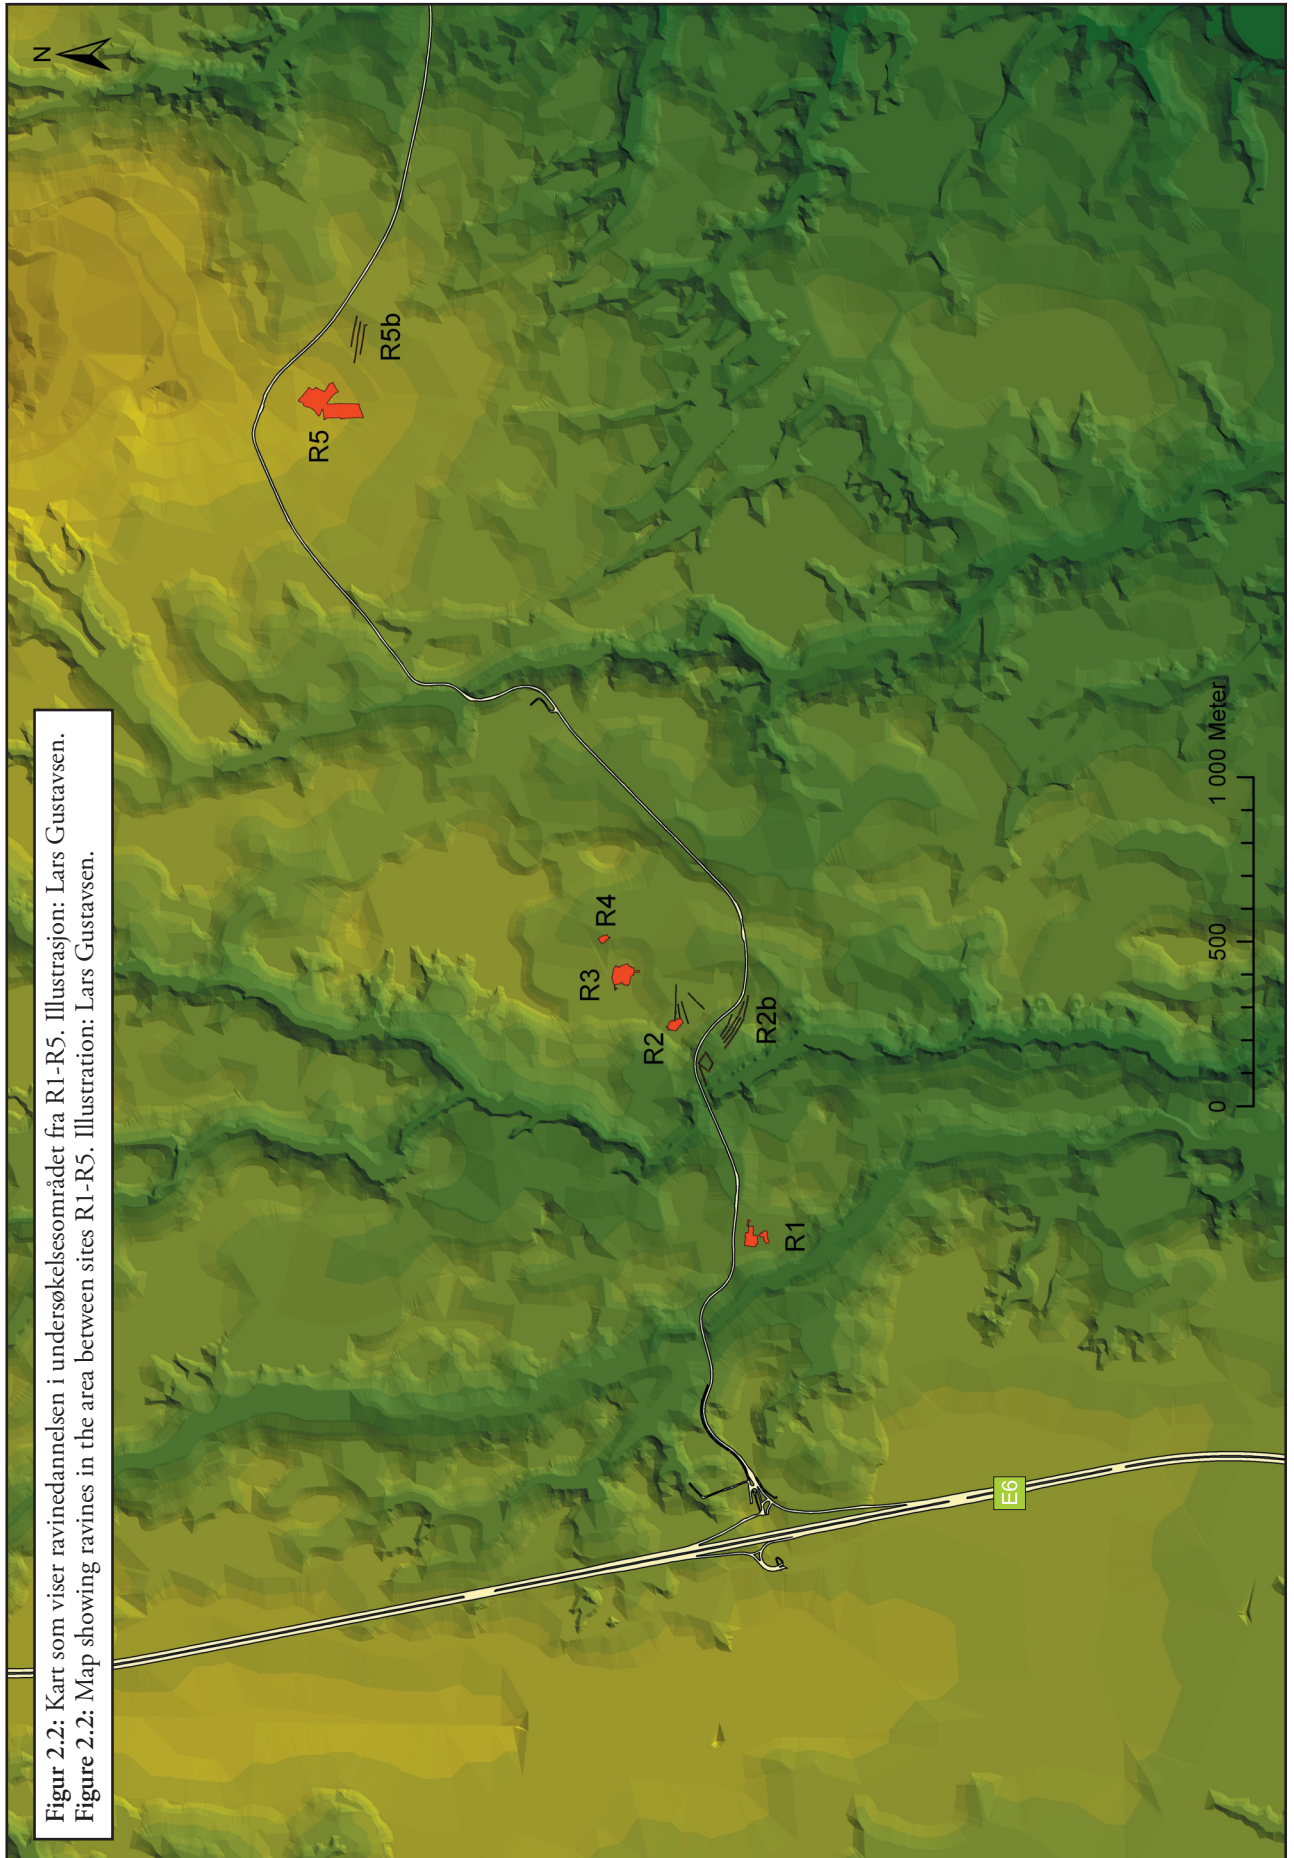 Figur 2.2: Kart som viser ravinedannelsen i undersøkelsesområdet fra R1-R5. Illustrasjon: Lars Gustavsen.
Figure 2.2: Map showing ravines in the area between sites R1-R5. Illustration: Lars Gustavsen.
N
R5
R5b
R4
R3
R2
R2b
R1
E6
0 500 1 000 Meter